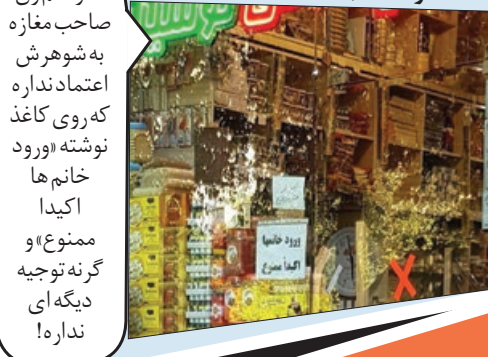 صاحب مغازه
به شوهرش
اعتماد نداره
که روی کاغذ
نوشته «ورود
خانم ها
اکیدا
ممنوع» و
گرنه توجیه
دیگه ای
نداره!
ورود خانمها
اکیداً ممنوع